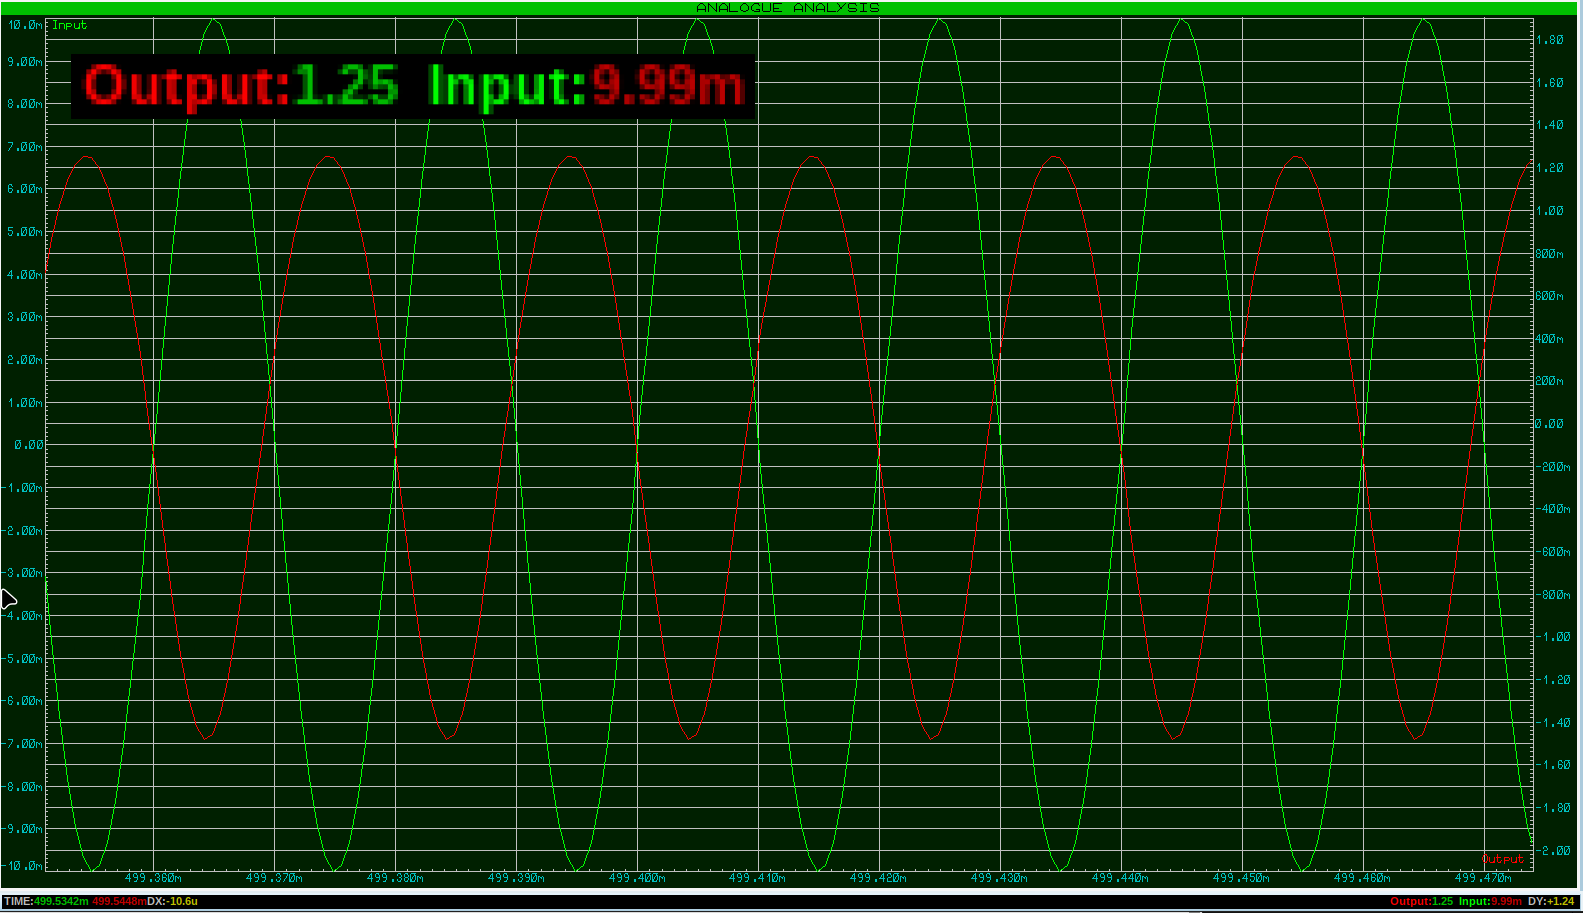 ANALOGUE ANALYSIS
10.0m
Input
9.00m
8.00m
7.00m
6.00m
5.00m
4.00m
3.00m
2.00m
1.00m
0.00
-1.00m
-2.00m
-3.00m
-4.00m
-5.00m
-6.00m
-7.00m
-8.00m
-9.00m
-10.0m
Output:1.25 Input:9.99m
1.80
1.60
1.40
1.20
1.00
800m
600m
400m
200m
0.00
-200m
-400m
-600m
-800m
-1.00
-1.20
-1.40
-1.60
-1.80
-2.00
Output
499.360m 499.370m 499.380m 499.390m 499.400m 499.410m 499.420m 499.430m 499.440m 499.450m 499.460m 499.470m
TIME:499.5342m 499.5448mDX:-10.6u Output:1.25 Input:9.99m DY:+1.24